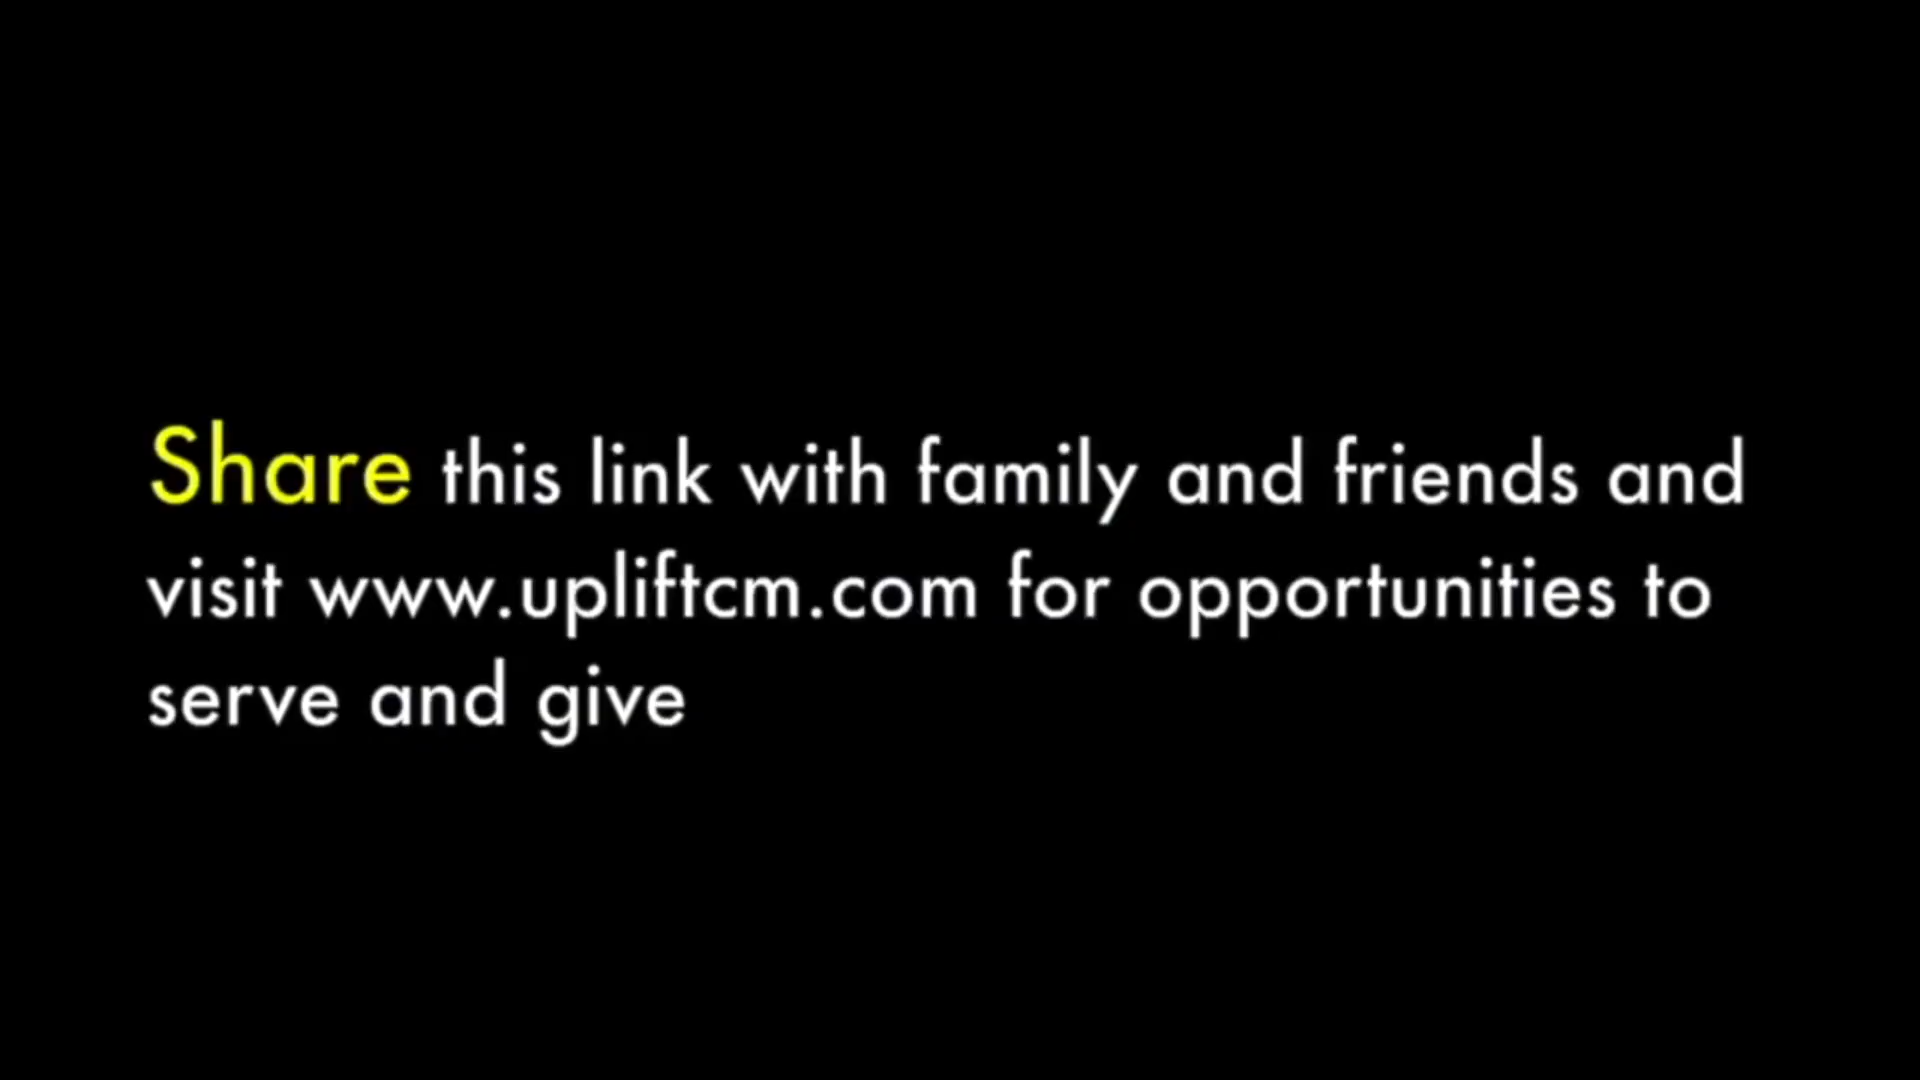 Share this link with family and friends and
visit www.upliftcm.com for opportunities to
serve and give